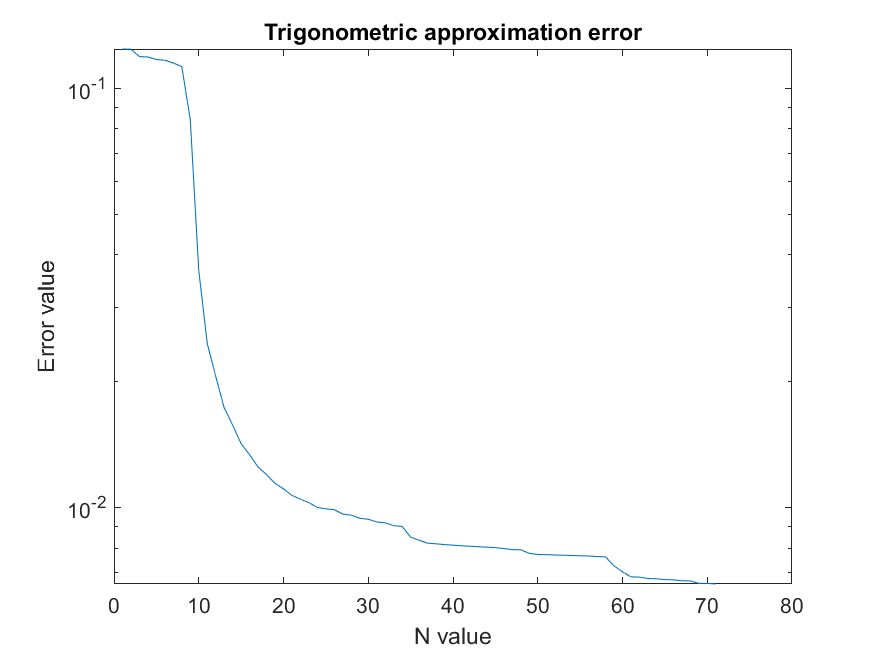 Trigonometric approximation error
10^-1
10^-2
Error value
0 10 20 30 40 50 60 70 80
N value